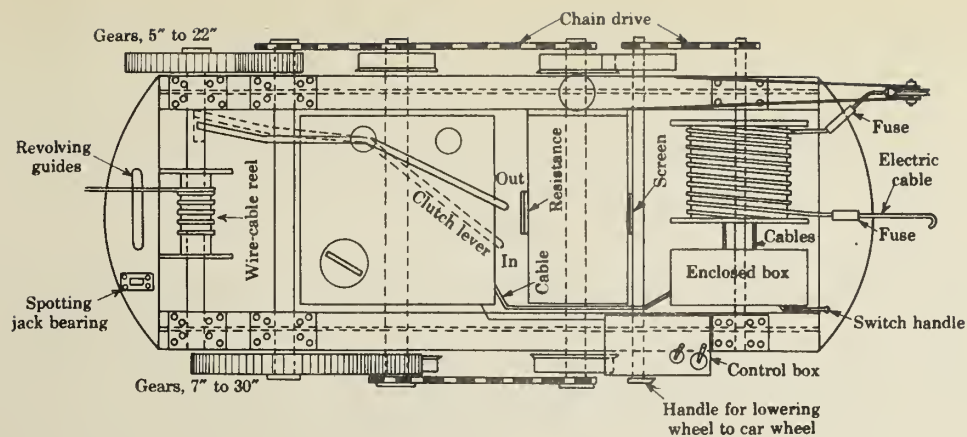 Chain drive
Gears, 5″ to 22″
Fuse
Revolving
guides
Electric
cable
Out
Resistance
Screen
Wire-cable reel
Clutch lever
Fuse
Cables
In
Cable
Enclosed box
Spotting
jack bearing
Switch handle
Gears, 7″ to 30″
Control box
Handle for lowering
wheel to car wheel